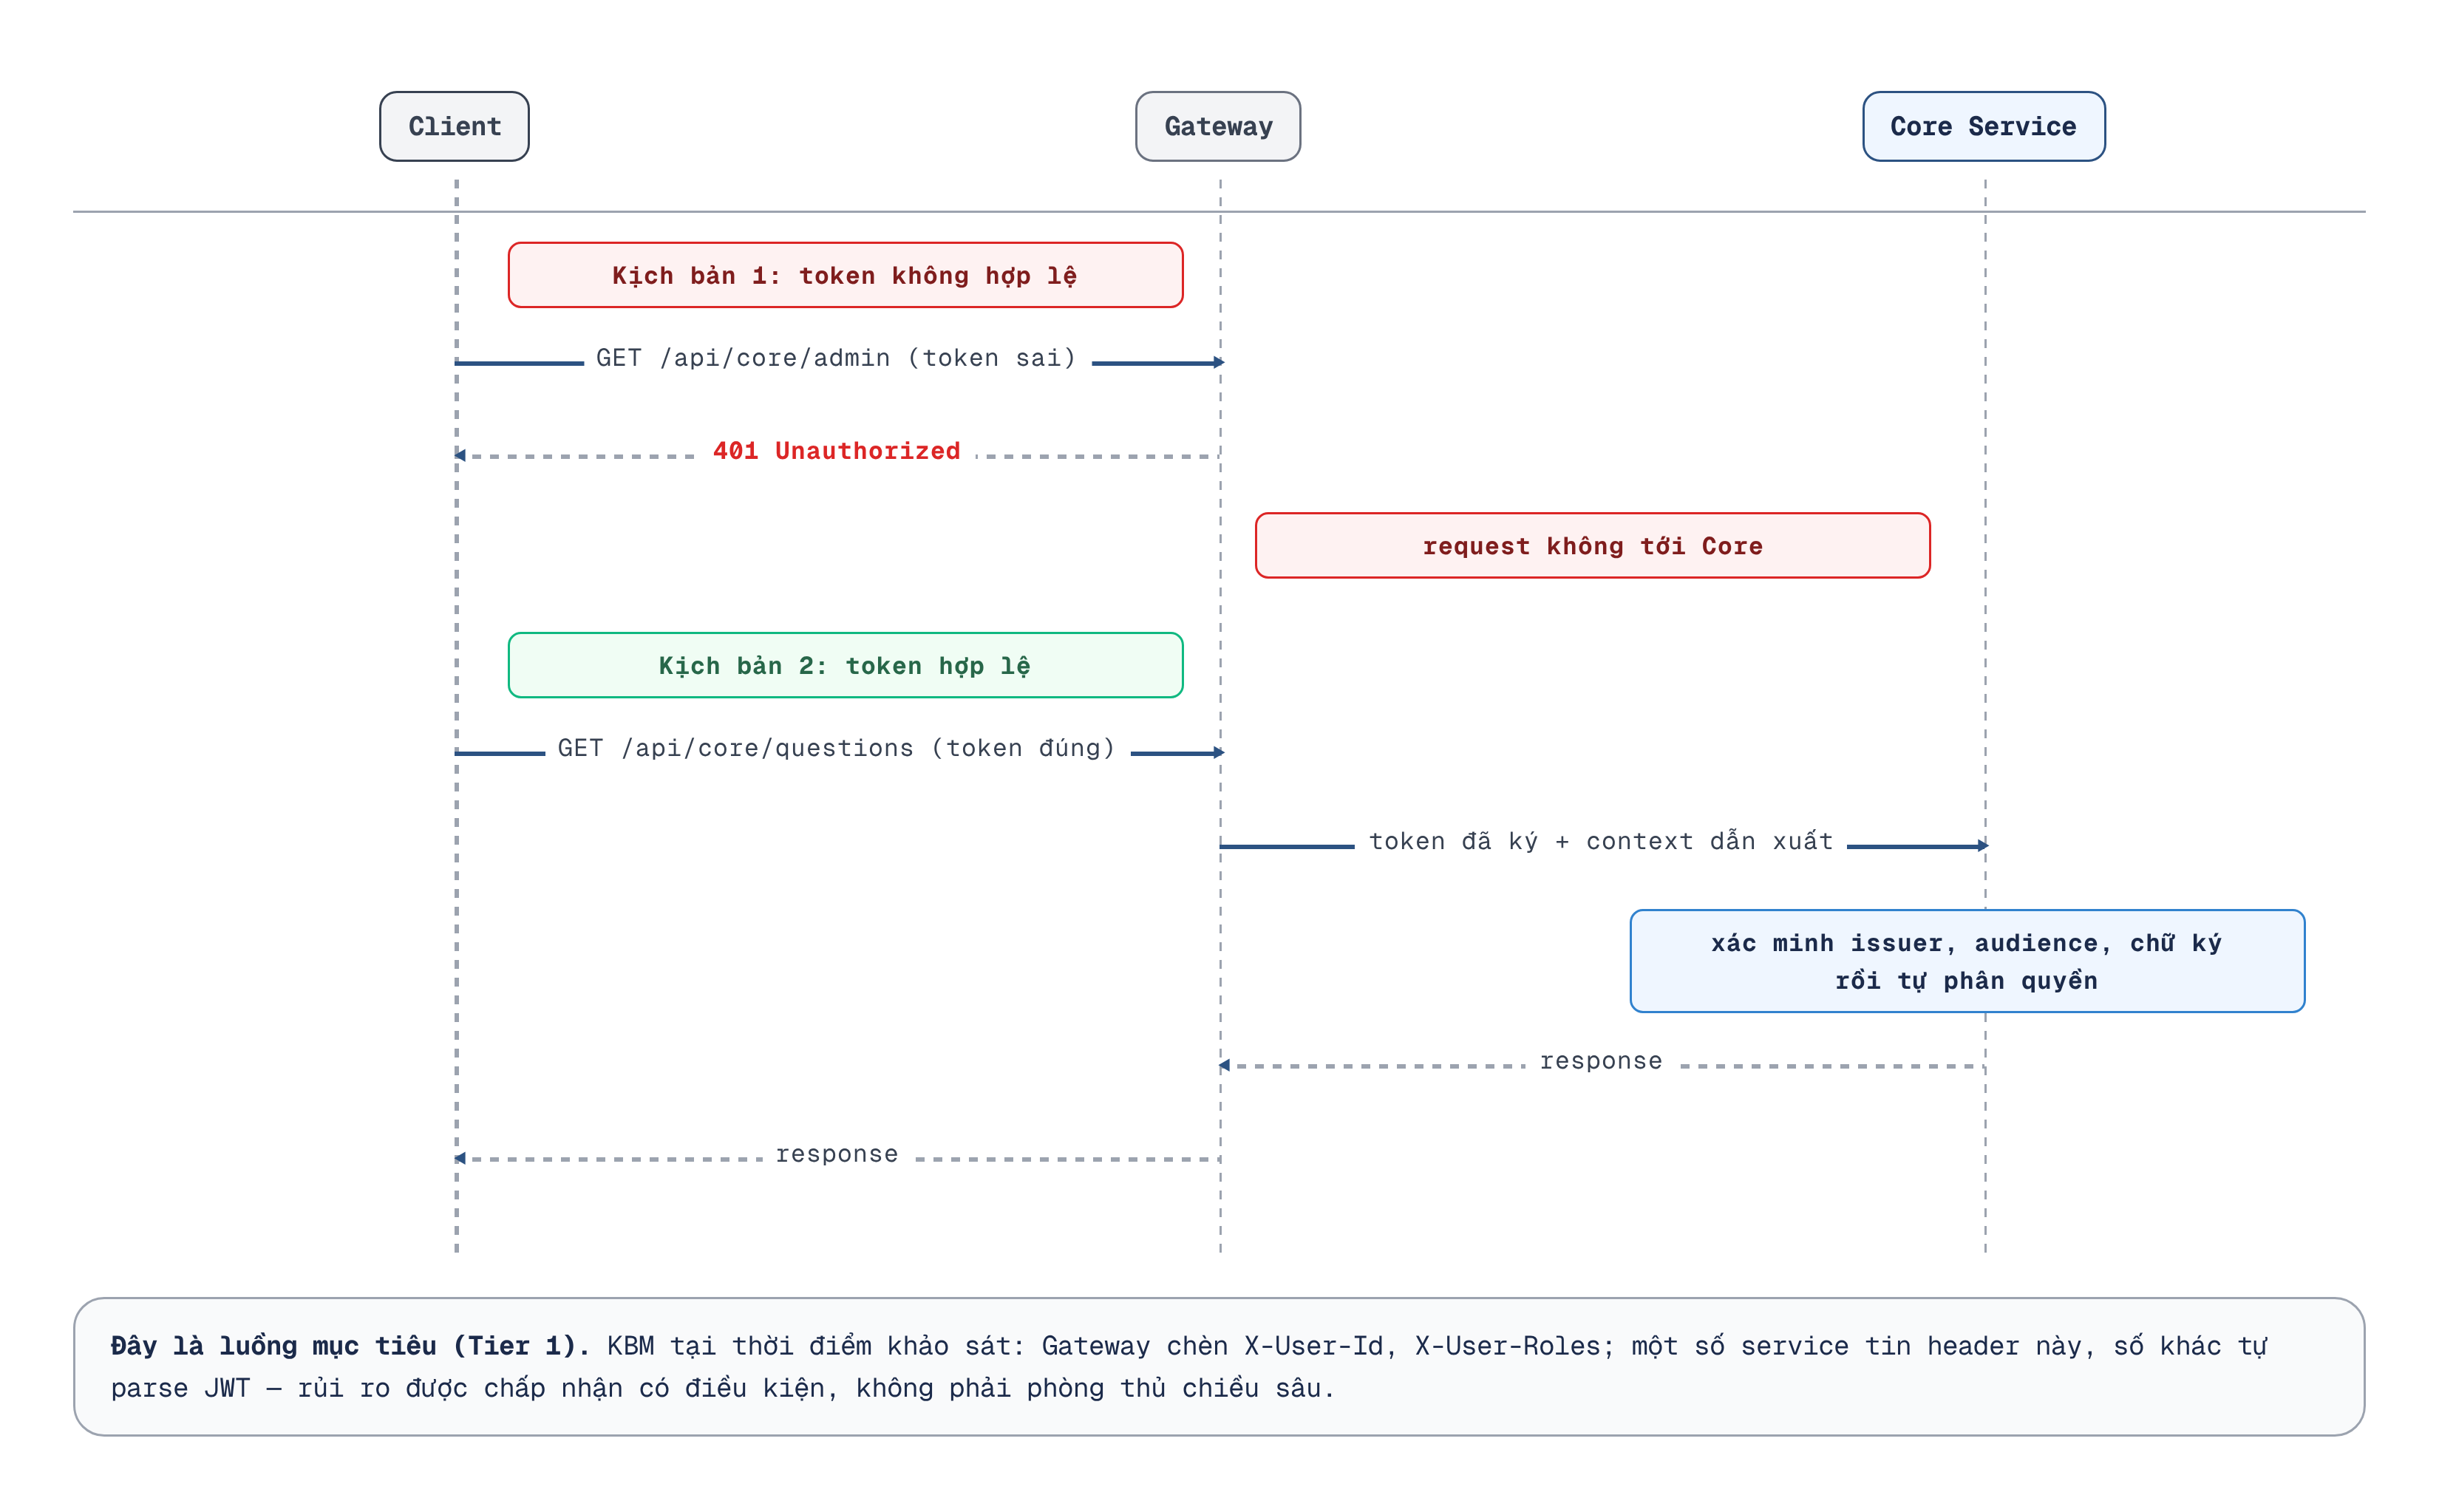 Client
Gateway
Core Service
Kịch bản 1: token không hợp lệ
GET /api/core/admin (token sai)
401 Unauthorized
request không tới Core
Kịch bản 2: token hợp lệ
GET /api/core/questions (token đúng)
token đã ký + context dẫn xuất
xác minh issuer, audience, chữ ký
rồi tự phân quyền
response
response
Đây là luồng mục tiêu (Tier 1). KBM tại thời điểm khảo sát: Gateway chèn X-User-Id, X-User-Roles; một số service tin header này, số khác tự
parse JWT — rủi ro được chấp nhận có điều kiện, không phải phòng thủ chiều sâu.